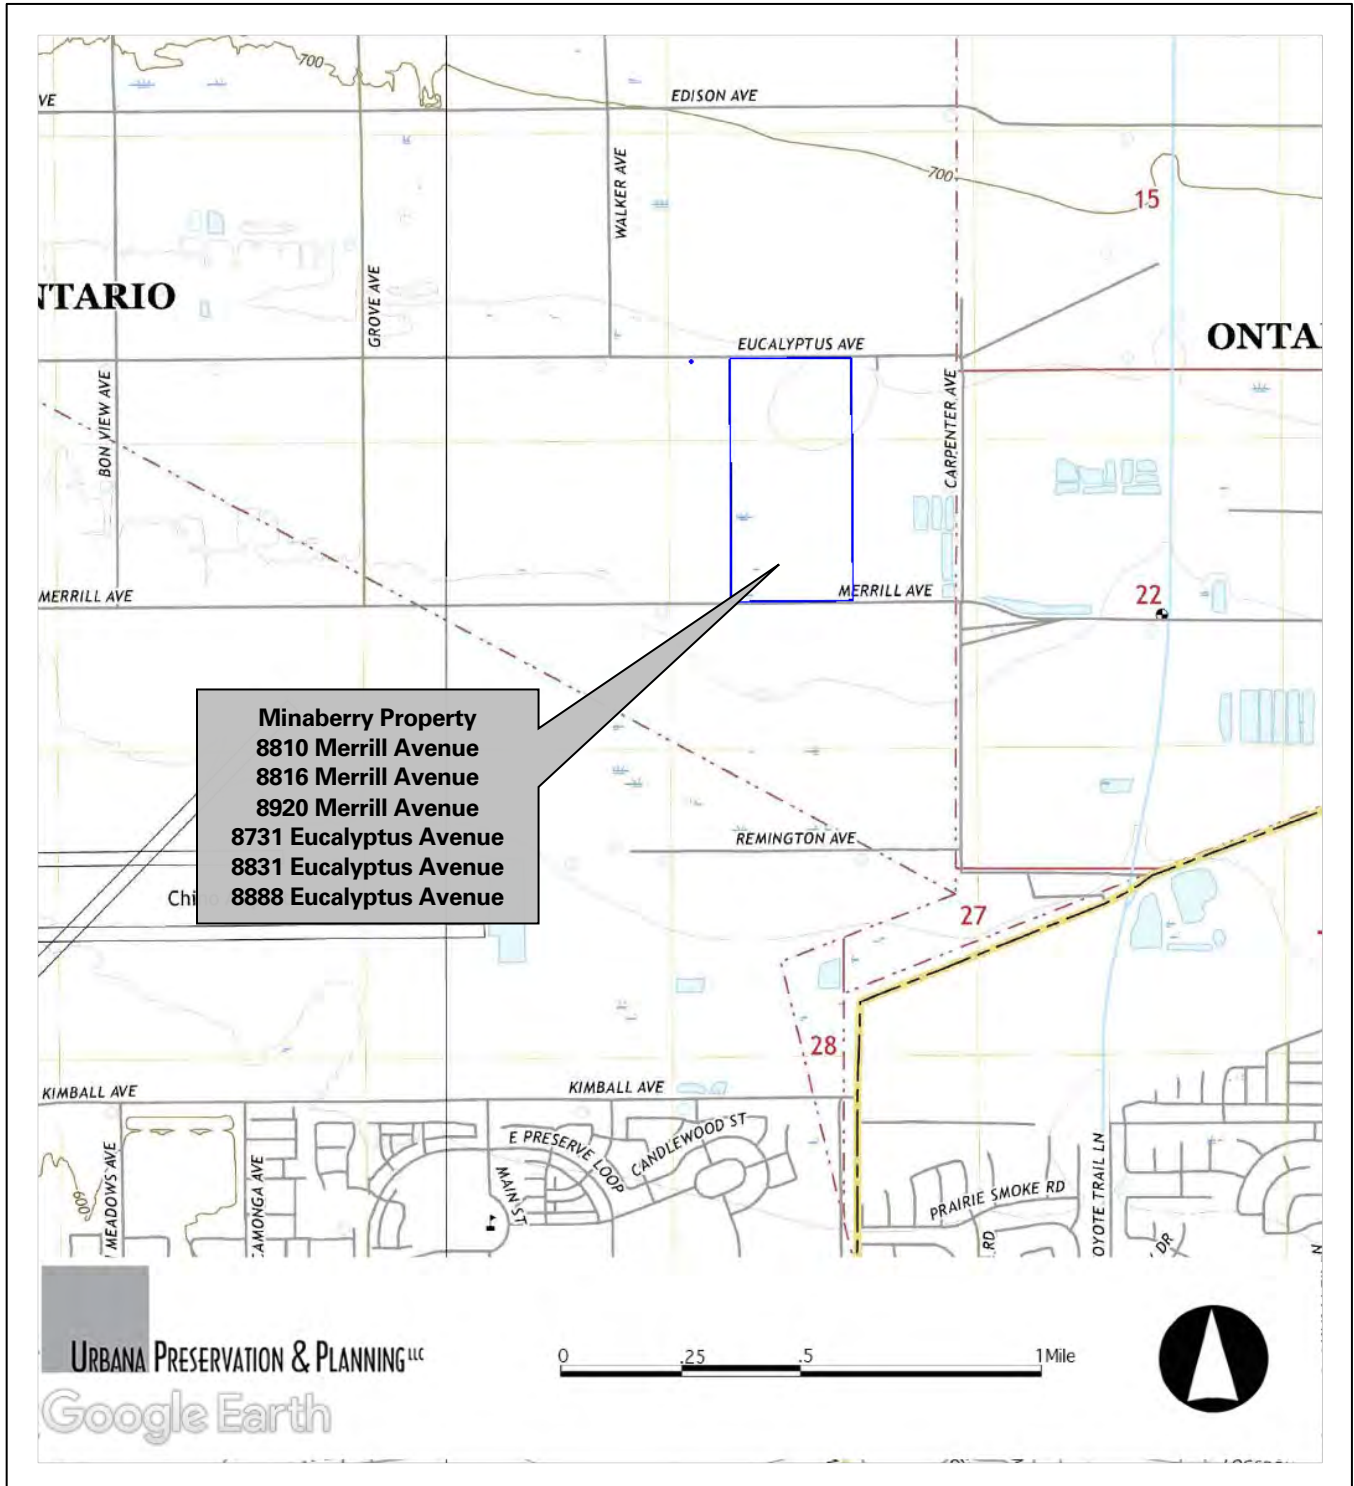 700
VE
EDISON AVE
WALKER AVE
700
15
NTARIO
GROVE AVE
ONTA
EUCALYPTUS AVE
BON VIEW AVE
CARPENTER AVE
MERRILL AVE
MERRILL AVE
22
Minaberry Property
8810 Merrill Avenue
8816 Merrill Avenue
8920 Merrill Avenue
8731 Eucalyptus Avenue
8831 Eucalyptus Avenue
8888 Eucalyptus Avenue
REMINGTON AVE
Chi
27
28
KIMBALL AVE
KIMBALL AVE
E PRESERVE LOOP
CANDLEWOOD ST
MAIN ST
600
MEADOWS AVE
CAMONGA AVE
PRAIRIE SMOKE RD
RD
OYOTE TRAIL LN
DR
N
URBANA PRESERVATION & PLANNING LLC
0 .25 .5 1Mile
Google Earth